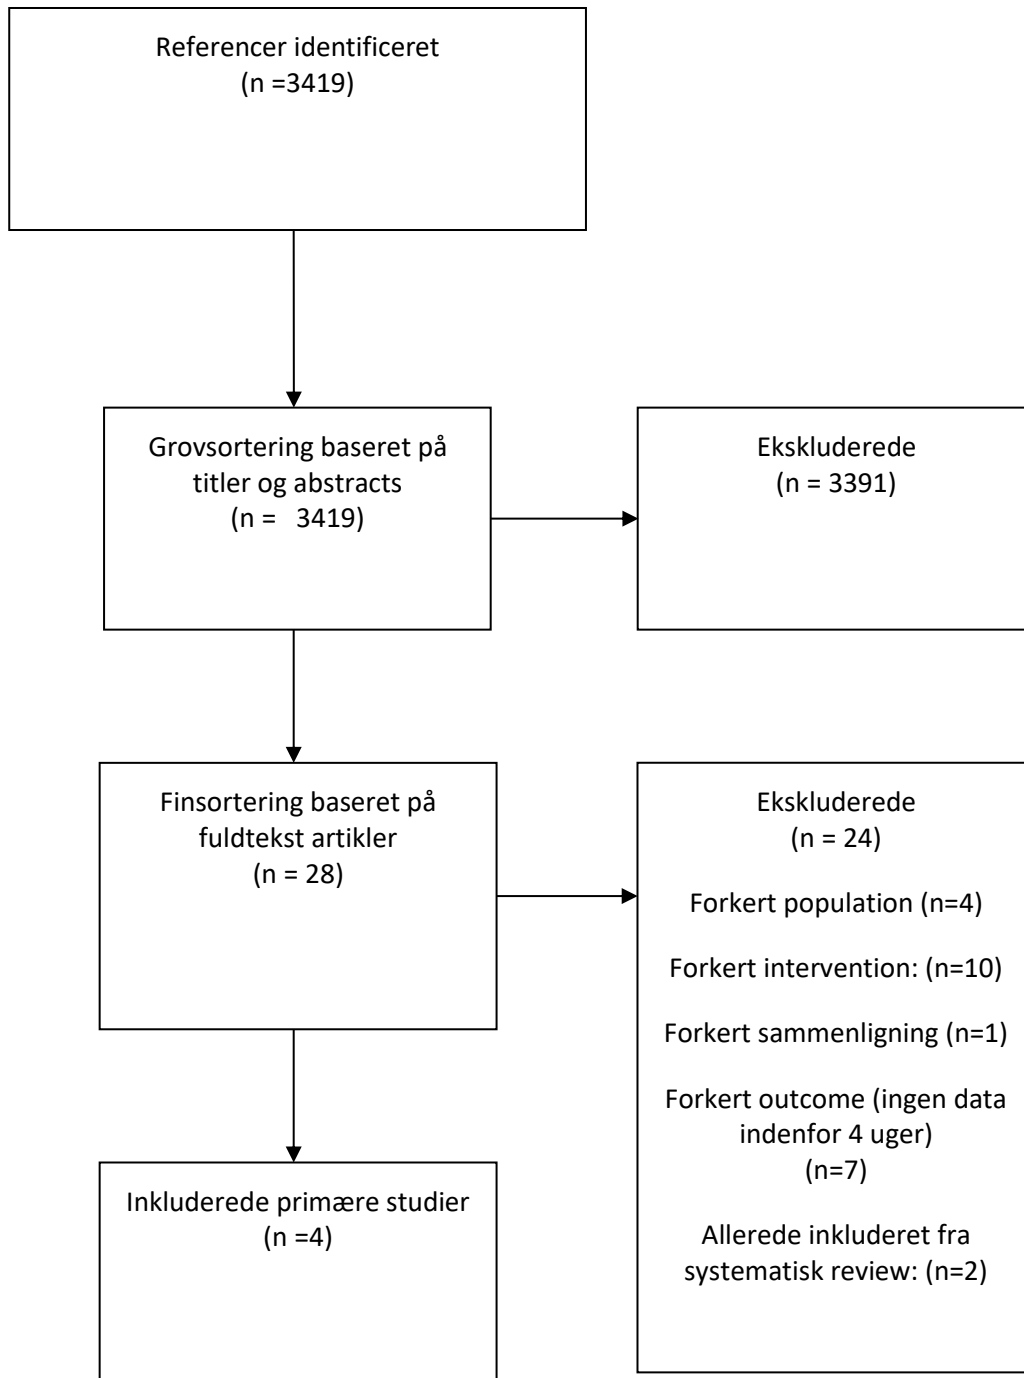 Referencer identificeret
(n =3419)
Grovsortering baseret på
titler og abstracts
(n =   3419)
Ekskluderede
(n = 3391)
Finsortering baseret på
fuldtekst artikler
(n = 28)
Ekskluderede
(n = 24)
Forkert population (n=4)
Forkert intervention: (n=10)
Forkert sammenligning (n=1)
Forkert outcome (ingen data
indenfor 4 uger)
(n=7)
Allerede inkluderet fra
systematisk review: (n=2)
Inkluderede primære studier
(n =4)